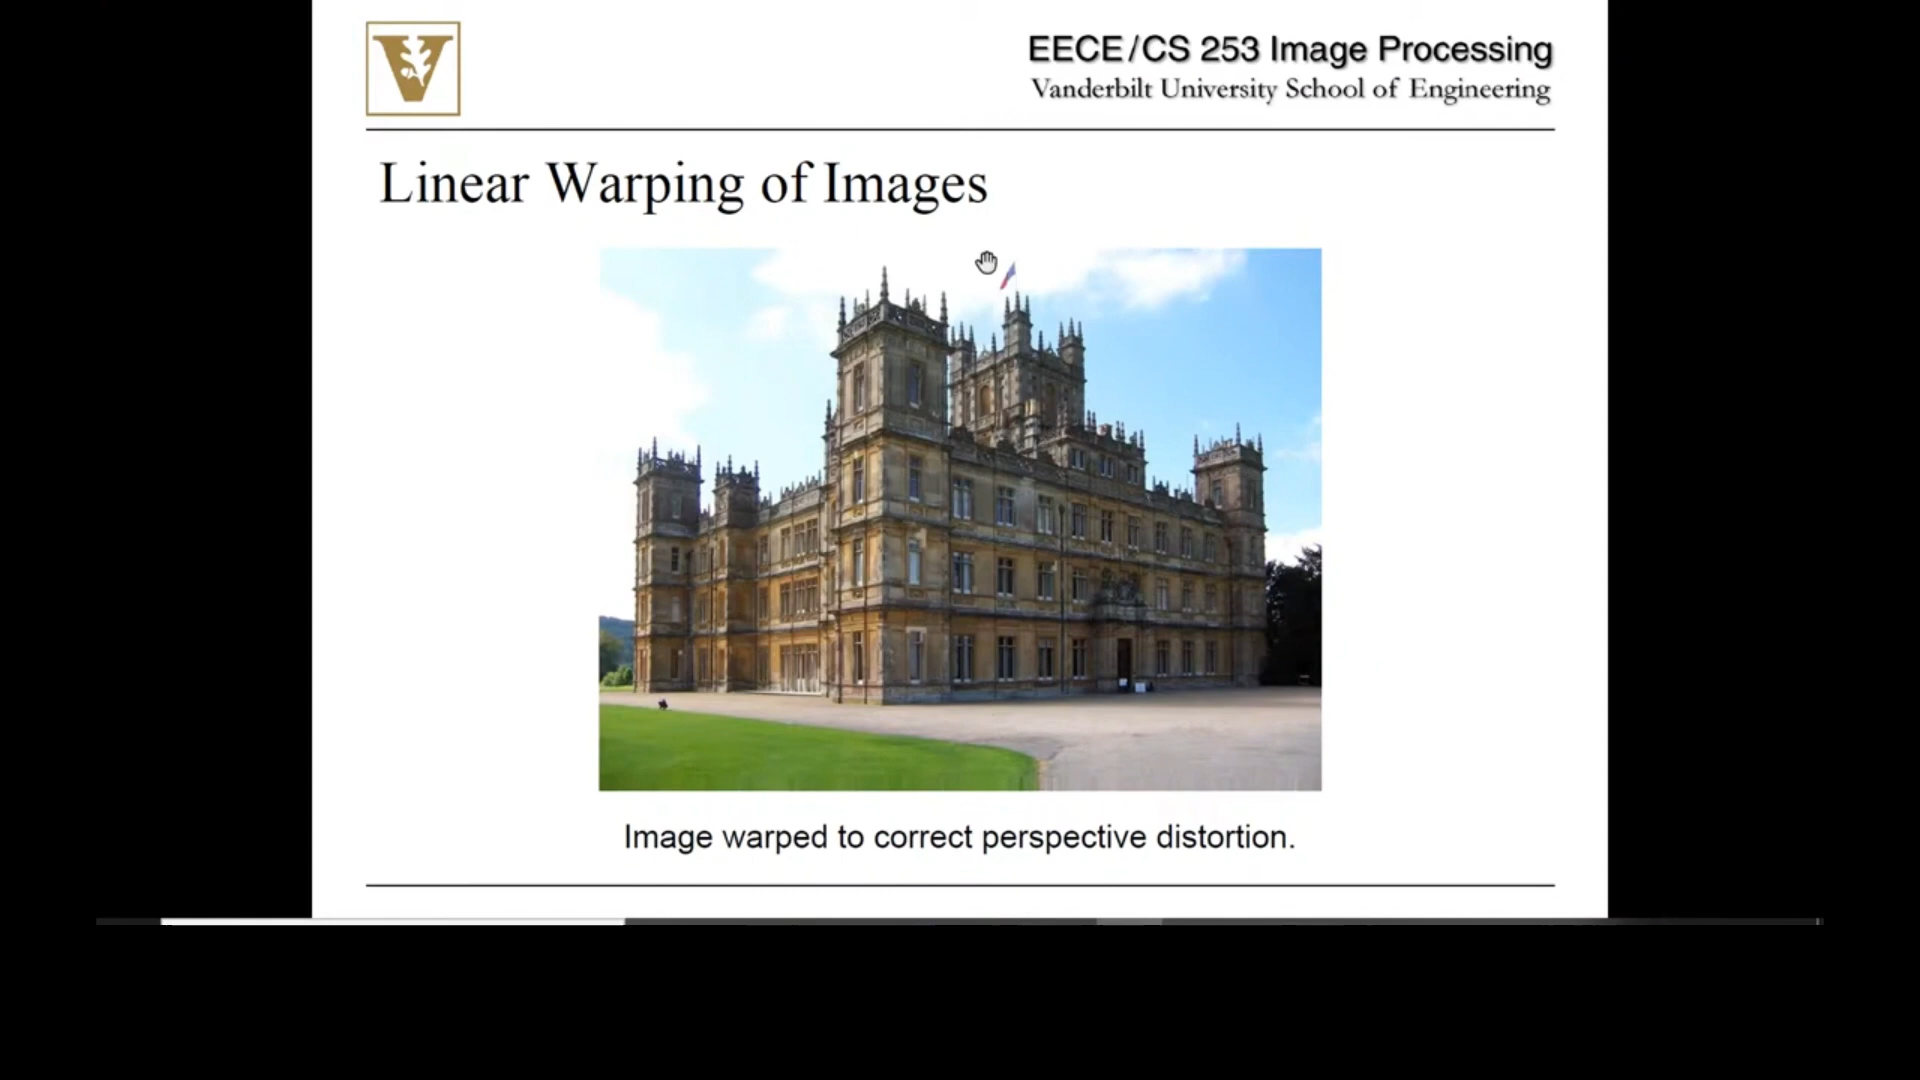 V
EECE/CS 253 Image Processing
Vanderbilt University School of Engineering
Linear Warping of Images
Image warped to correct perspective distortion.